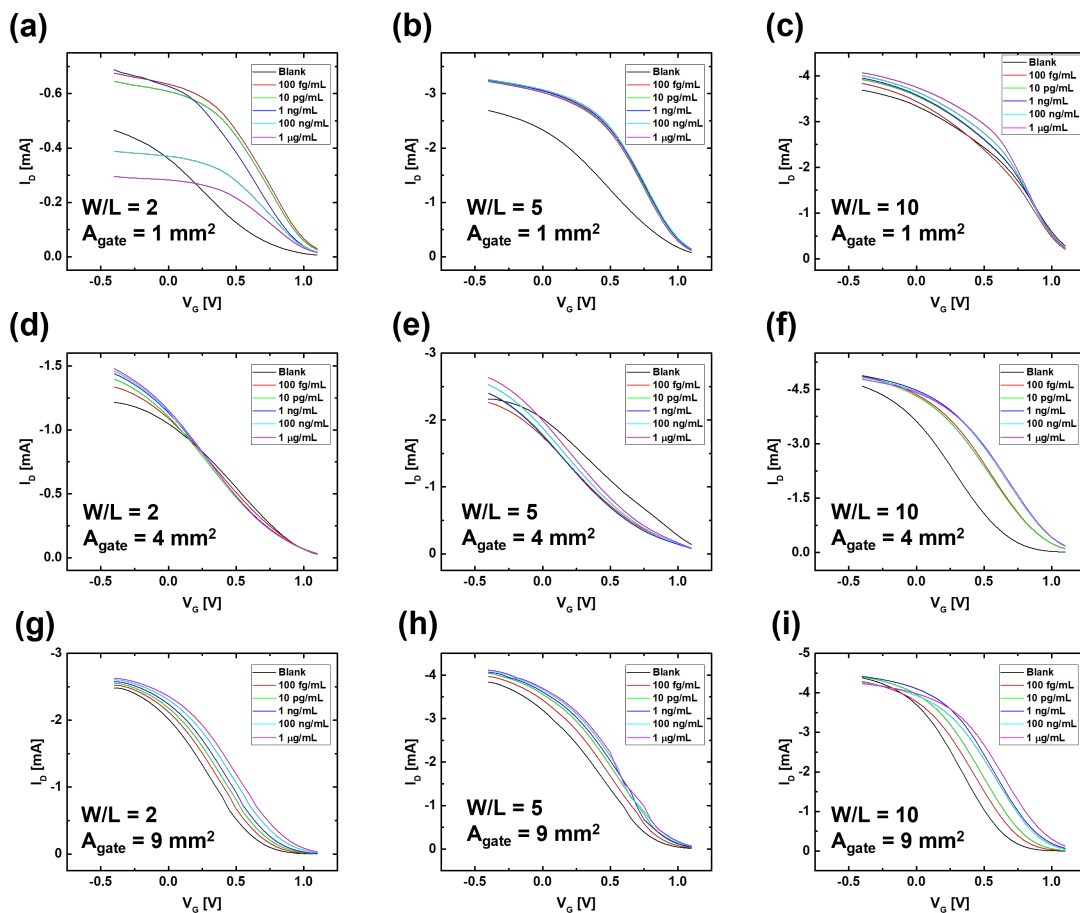 (a)
-0.6
-0.4
-0.2
0.0
I_D [mA]
Blank
100 fg/mL
10 pg/mL
1 ng/mL
100 ng/mL
1 μg/mL
W/L = 2
A_gate = 1 mm²
-0.5 0.0 0.5 1.0
V_G [V]
(b)
-3
-2
-1
0
I_D [mA]
Blank
100 fg/mL
10 pg/mL
1 ng/mL
100 ng/mL
1 μg/mL
W/L = 5
A_gate = 1 mm²
-0.5 0.0 0.5 1.0
V_G [V]
(c)
-4
-3
-2
-1
0
I_D [mA]
Blank
100 fg/mL
10 pg/mL
1 ng/mL
100 ng/mL
1 μg/mL
W/L = 10
A_gate = 1 mm²
-0.5 0.0 0.5 1.0
V_G [V]
(d)
-1.5
-1.0
-0.5
0.0
I_D [mA]
Blank
100 fg/mL
10 pg/mL
1 ng/mL
100 ng/mL
1 μg/mL
W/L = 2
A_gate = 4 mm²
-0.5 0.0 0.5 1.0
V_G [V]
(e)
-3
-2
-1
0
I_D [mA]
Blank
100 fg/mL
10 pg/mL
1 ng/mL
100 ng/mL
1 μg/mL
W/L = 5
A_gate = 4 mm²
-0.5 0.0 0.5 1.0
V_G [V]
(f)
-4.5
-3.0
-1.5
0.0
I_D [mA]
Blank
100 fg/mL
10 pg/mL
1 ng/mL
100 ng/mL
1 μg/mL
W/L = 10
A_gate = 4 mm²
-0.5 0.0 0.5 1.0
V_G [V]
(g)
-3
-2
-1
0
I_D [mA]
Blank
100 fg/mL
10 pg/mL
1 ng/mL
100 ng/mL
1 μg/mL
W/L = 2
A_gate = 9 mm²
-0.5 0.0 0.5 1.0
V_G [V]
(h)
-4
-3
-2
-1
0
I_D [mA]
Blank
100 fg/mL
10 pg/mL
1 ng/mL
100 ng/mL
1 μg/mL
W/L = 5
A_gate = 9 mm²
-0.5 0.0 0.5 1.0
V_G [V]
(i)
-5
-4
-3
-2
-1
0
I_D [mA]
Blank
100 fg/mL
10 pg/mL
1 ng/mL
100 ng/mL
1 μg/mL
W/L = 10
A_gate = 9 mm²
-0.5 0.0 0.5 1.0
V_G [V]